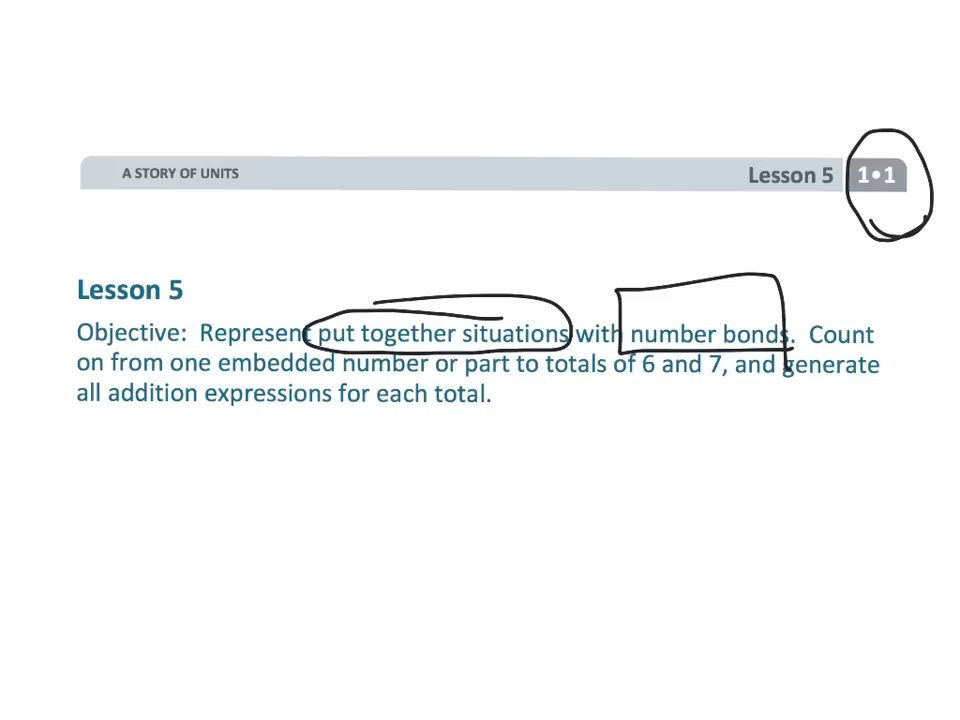 A STORY OF UNITS
Lesson 5
1•1
Lesson 5
Objective: Represent put together situations with number bonds. Count
on from one embedded number or part to totals of 6 and 7, and generate
all addition expressions for each total.